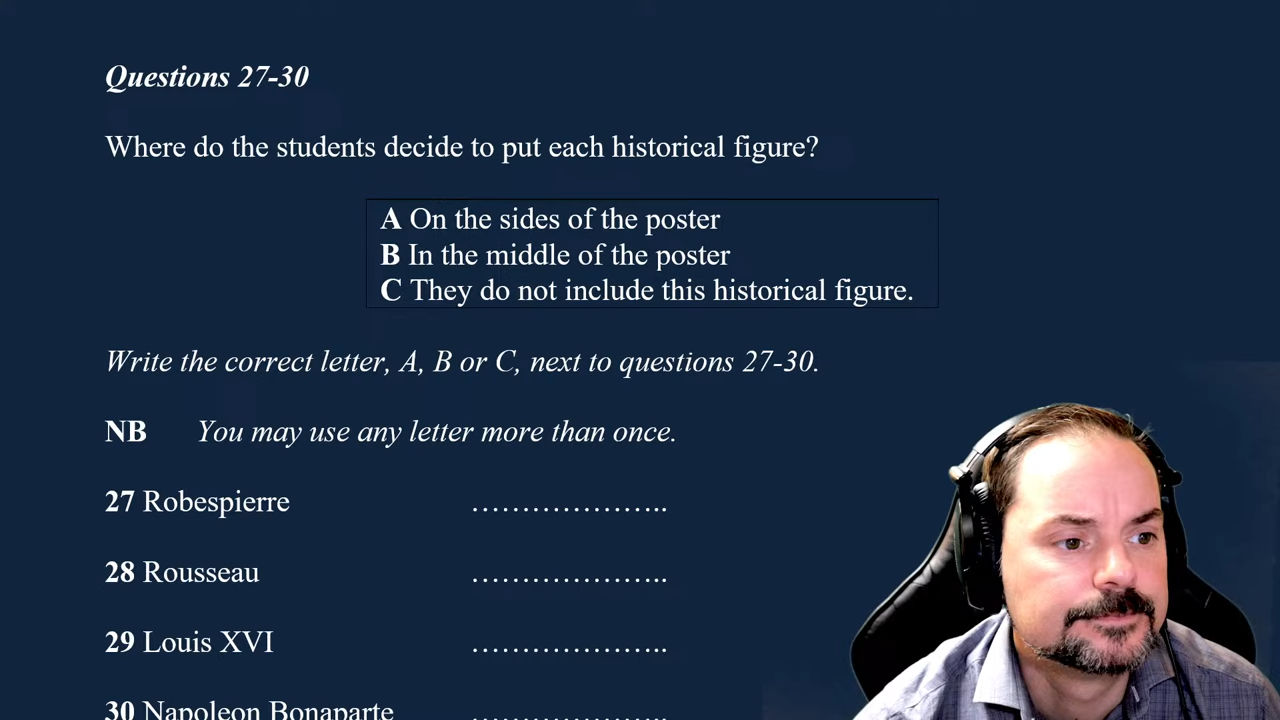 Questions 27-30
Where do the students decide to put each historical figure?
A On the sides of the poster
B In the middle of the poster
C They do not include this historical figure.
Write the correct letter, A, B or C, next to questions 27-30.
NB You may use any letter more than once.
27 Robespierre …………………..
28 Rousseau …………………..
29 Louis XVI …………………..
30 Napoleon Bonaparte …………………..